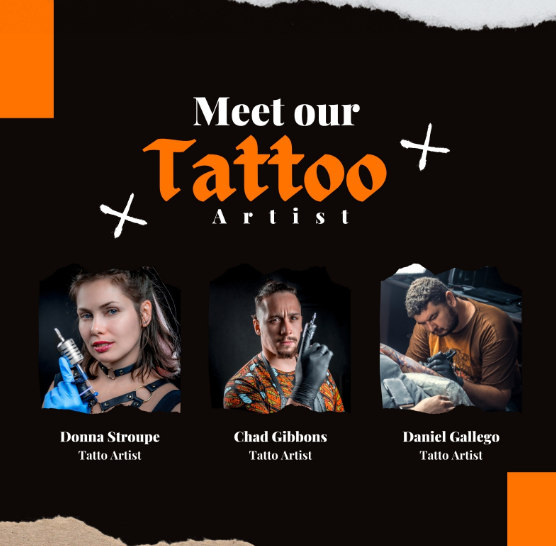 Meet our
Tattoo
Artist
Donna Stroupe
Chad Gibbons
Daniel Gallego
Tatto Artist
Tatto Artist
Tatto Artist